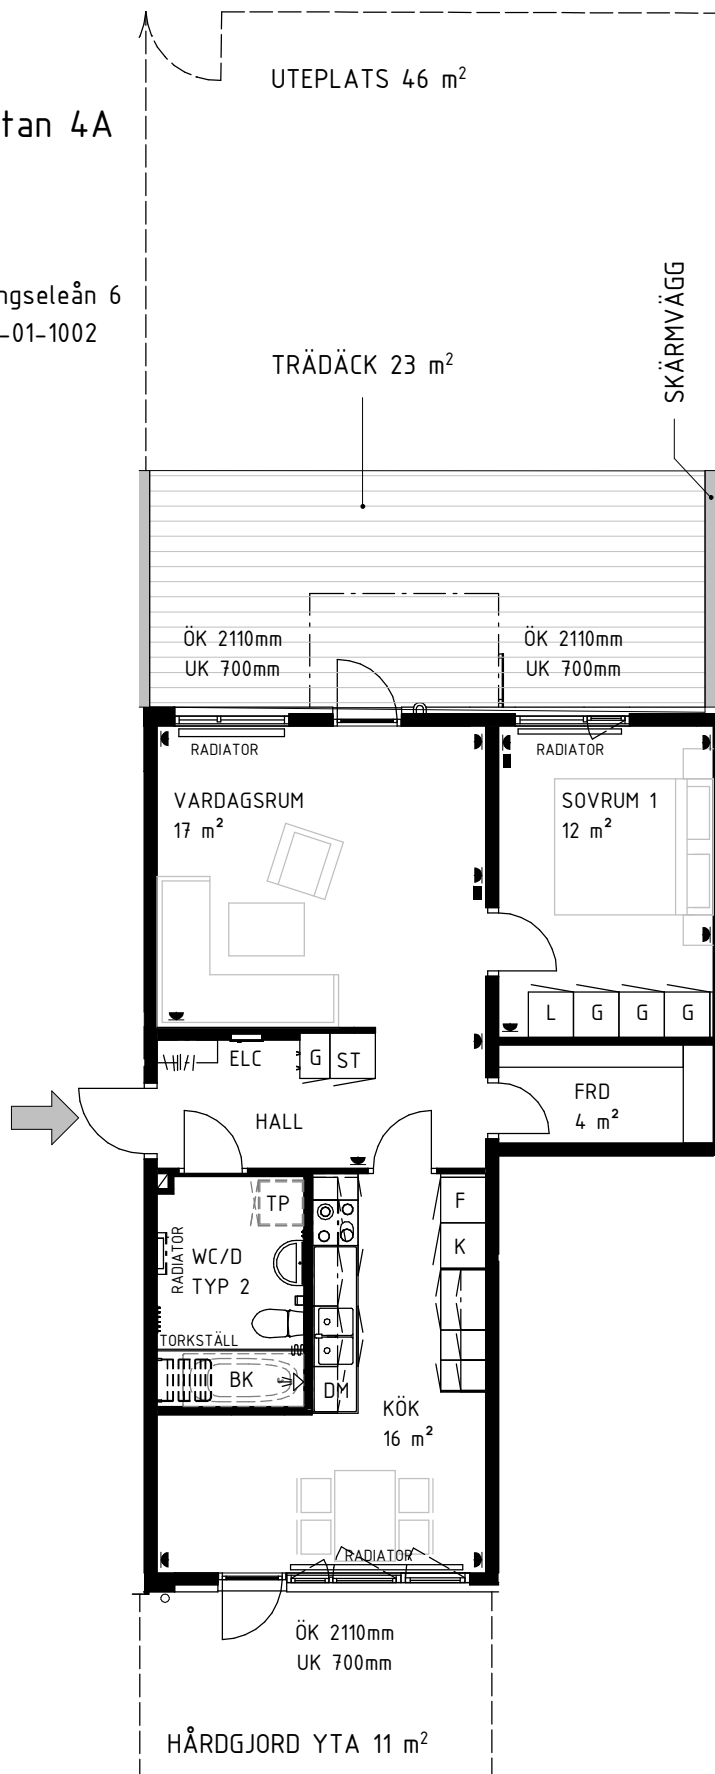 UTEPLATS 46 m²
tan 4A
ngseleån 6
-01-1002
SKÄRMVÄGG
TRÄDÄCK 23 m²
ÖK 2110mm
UK 700mm
ÖK 2110mm
UK 700mm
RADIATOR
RADIATOR
VARDAGSRUM
17 m²
SOVRUM 1
12 m²
L G G G
ELC
G ST
HALL
FRD
4 m²
TP
F
K
RADIATOR
WC/D
TYP 2
TORKSTÄLL
BK
DM
KÖK
16 m²
RADIATOR
ÖK 2110mm
UK 700mm
HÅRDGJORD YTA 11 m²